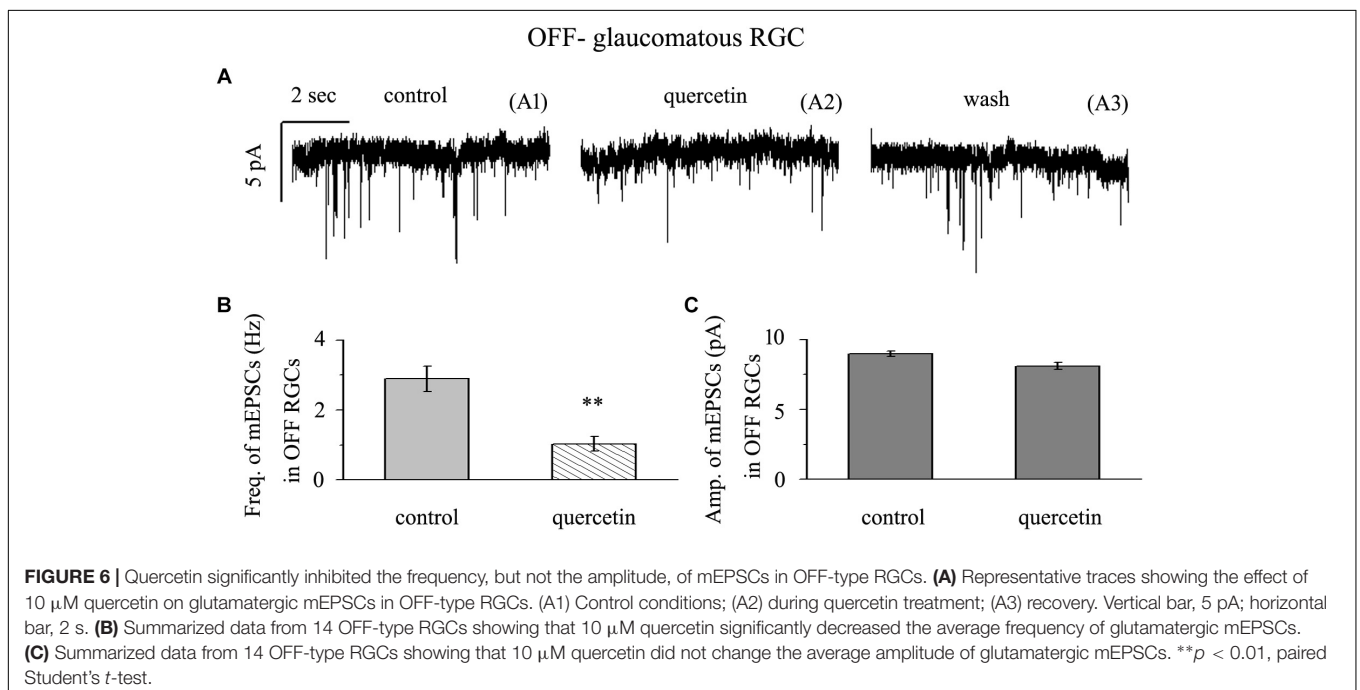 OFF- glaucomatous RGC
A
2 sec control (A1) quercetin (A2) wash (A3)
5 pA
B
Freq. of mEPSCs (Hz)
in OFF RGCs
4
2
0
**
control quercetin
C
Amp. of mEPSCs (pA)
in OFF RGCs
10
5
0
control quercetin
FIGURE 6 | Quercetin significantly inhibited the frequency, but not the amplitude, of mEPSCs in OFF-type RGCs. (A) Representative traces showing the effect of
10 μM quercetin on glutamatergic mEPSCs in OFF-type RGCs. (A1) Control conditions; (A2) during quercetin treatment; (A3) recovery. Vertical bar, 5 pA; horizontal
bar, 2 s. (B) Summarized data from 14 OFF-type RGCs showing that 10 μM quercetin significantly decreased the average frequency of glutamatergic mEPSCs.
(C) Summarized data from 14 OFF-type RGCs showing that 10 μM quercetin did not change the average amplitude of glutamatergic mEPSCs. **p < 0.01, paired
Student's t-test.